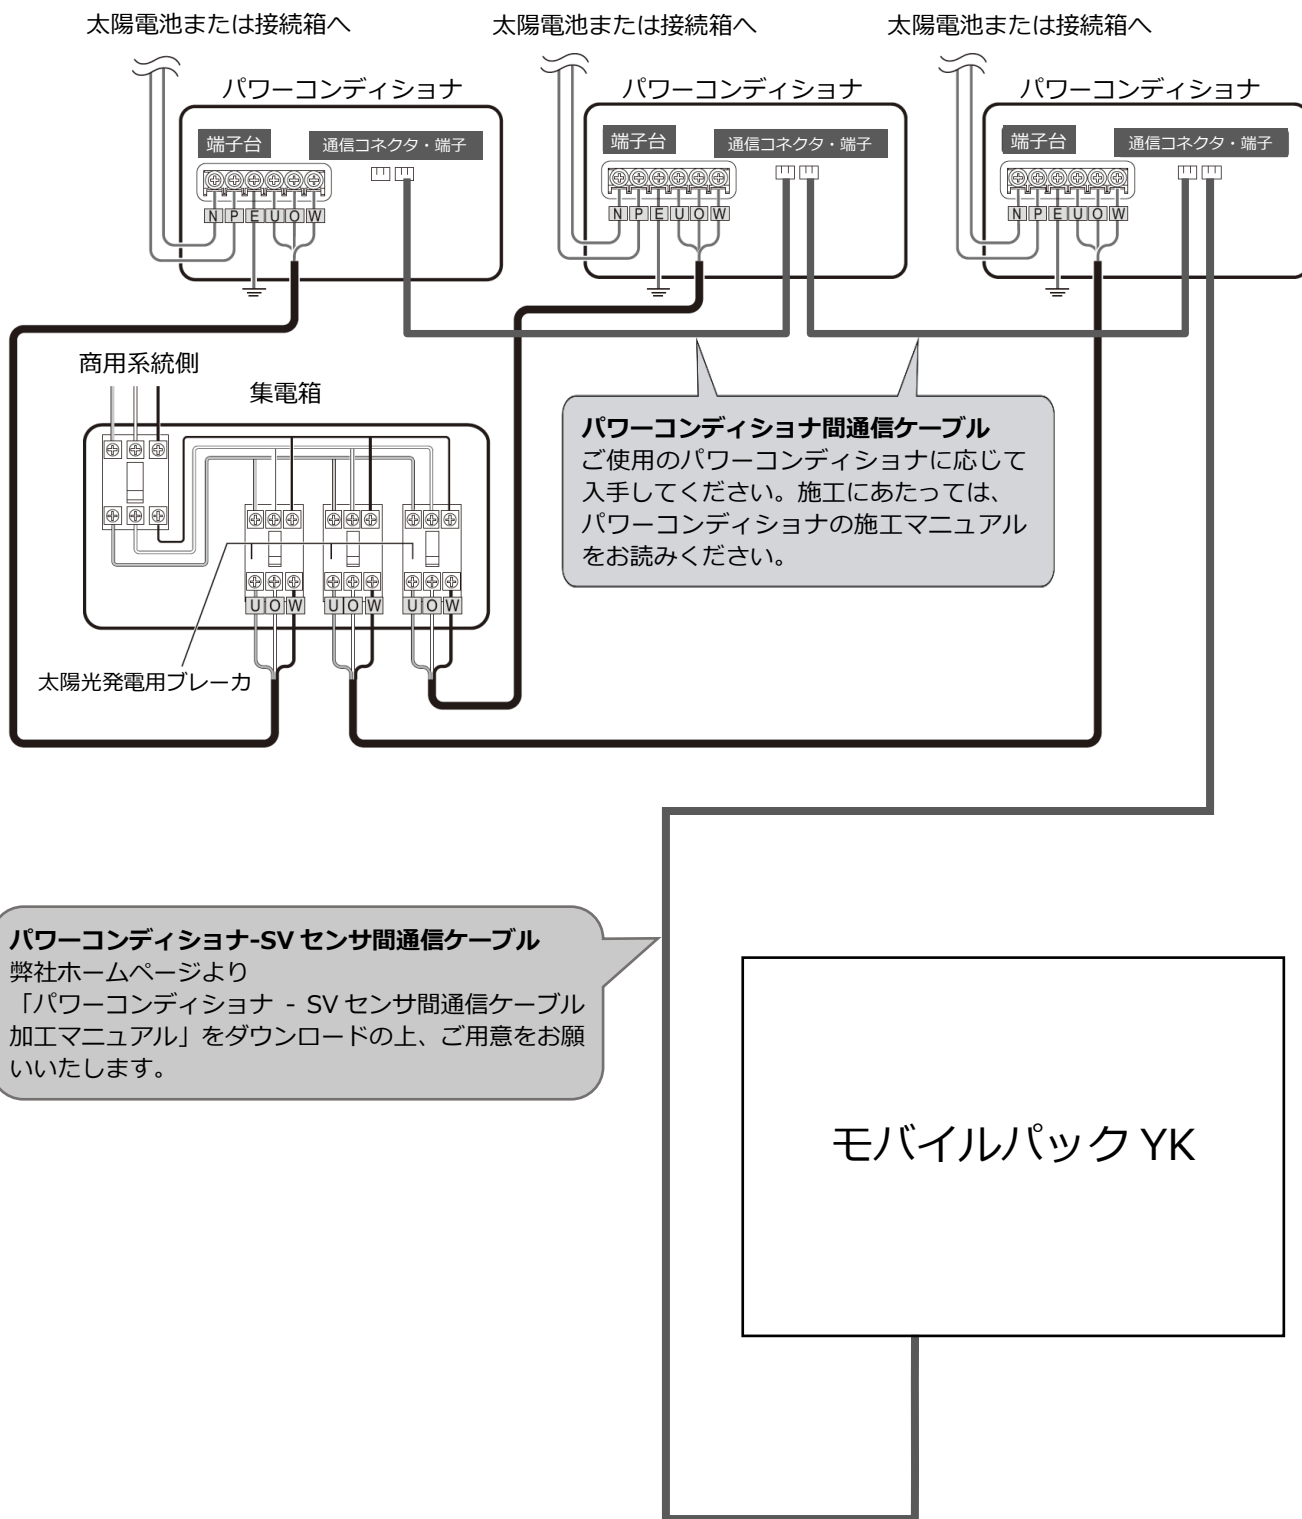 太陽電池または接続箱へ
太陽電池または接続箱へ
太陽電池または接続箱へ
パワーコンディショナ
パワーコンディショナ
パワーコンディショナ
端子台
通信コネクタ・端子
端子台
通信コネクタ・端子
端子台
通信コネクタ・端子
N P E U O W
N P E U O W
N P E U O W
商用系統側
集電箱
パワーコンディショナ間通信ケーブル
ご使用のパワーコンディショナに応じて
入手してください。施工にあたっては、
パワーコンディショナの施工マニュアル
をお読みください。
U O W
U O W
U O W
太陽光発電用ブレーカ
パワーコンディショナ-SV センサ間通信ケーブル
弊社ホームページより
「パワーコンディショナ - SV センサ間通信ケーブル
加工マニュアル」をダウンロードの上、ご用意をお願
いいたします。
モバイルパック YK